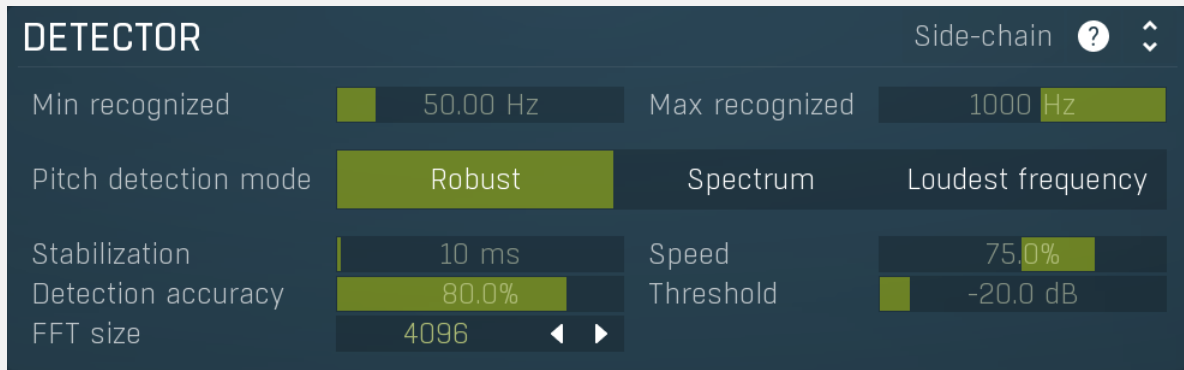 DETECTOR Side-chain ?
Min recognized 50.00 Hz Max recognized 1000 Hz
Pitch detection mode Robust Spectrum Loudest frequency
Stabilization 10 ms Speed 75.0%
Detection accuracy 80.0% Threshold -20.0 dB
FFT size 4096